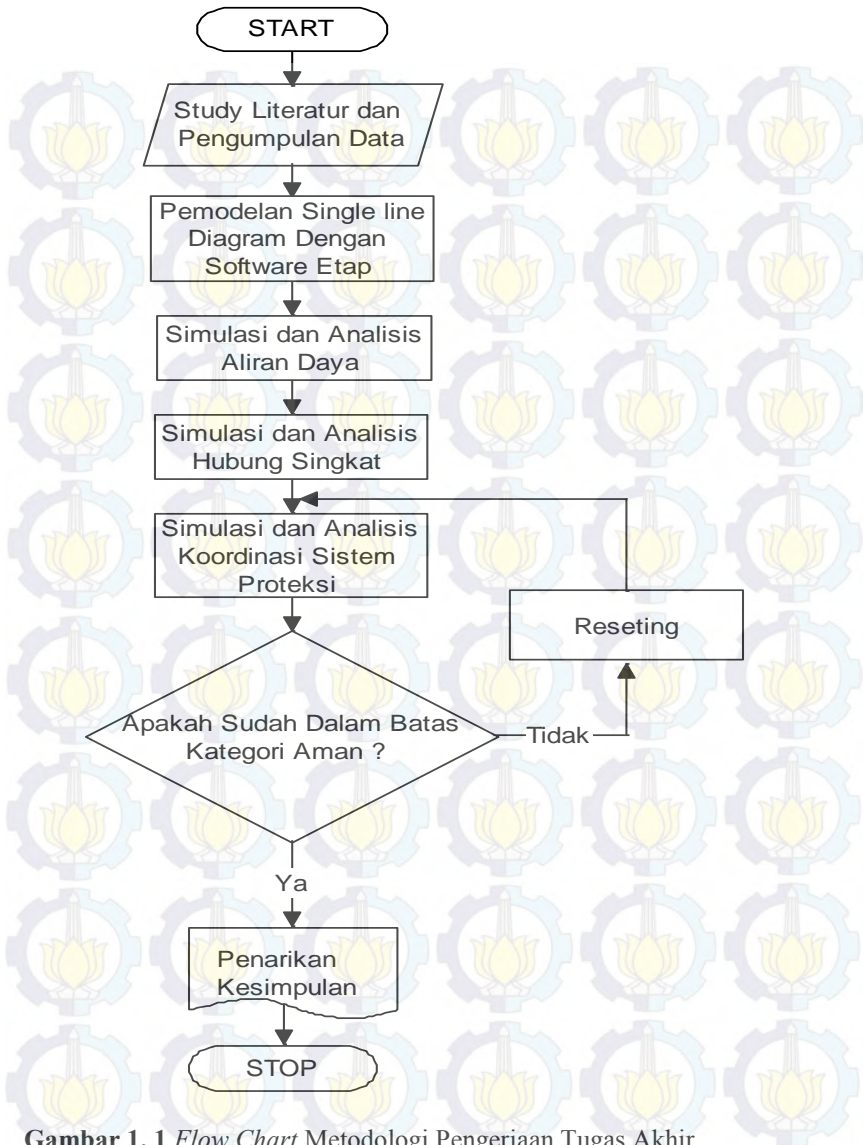 START
Study Literatur dan
Pengumpulan Data
Pemodelan Single line
Diagram Dengan
Software Etap
Simulasi dan Analisis
Aliran Daya
Simulasi dan Analisis
Hubung Singkat
Simulasi dan Analisis
Koordinasi Sistem
Proteksi
Reseting
Apakah Sudah Dalam Batas
Kategori Aman ?
Tidak
Ya
Penarikan
Kesimpulan
STOP
Gambar 1. 1 Flow Chart Metodologi Pengerjaan Tugas Akhir